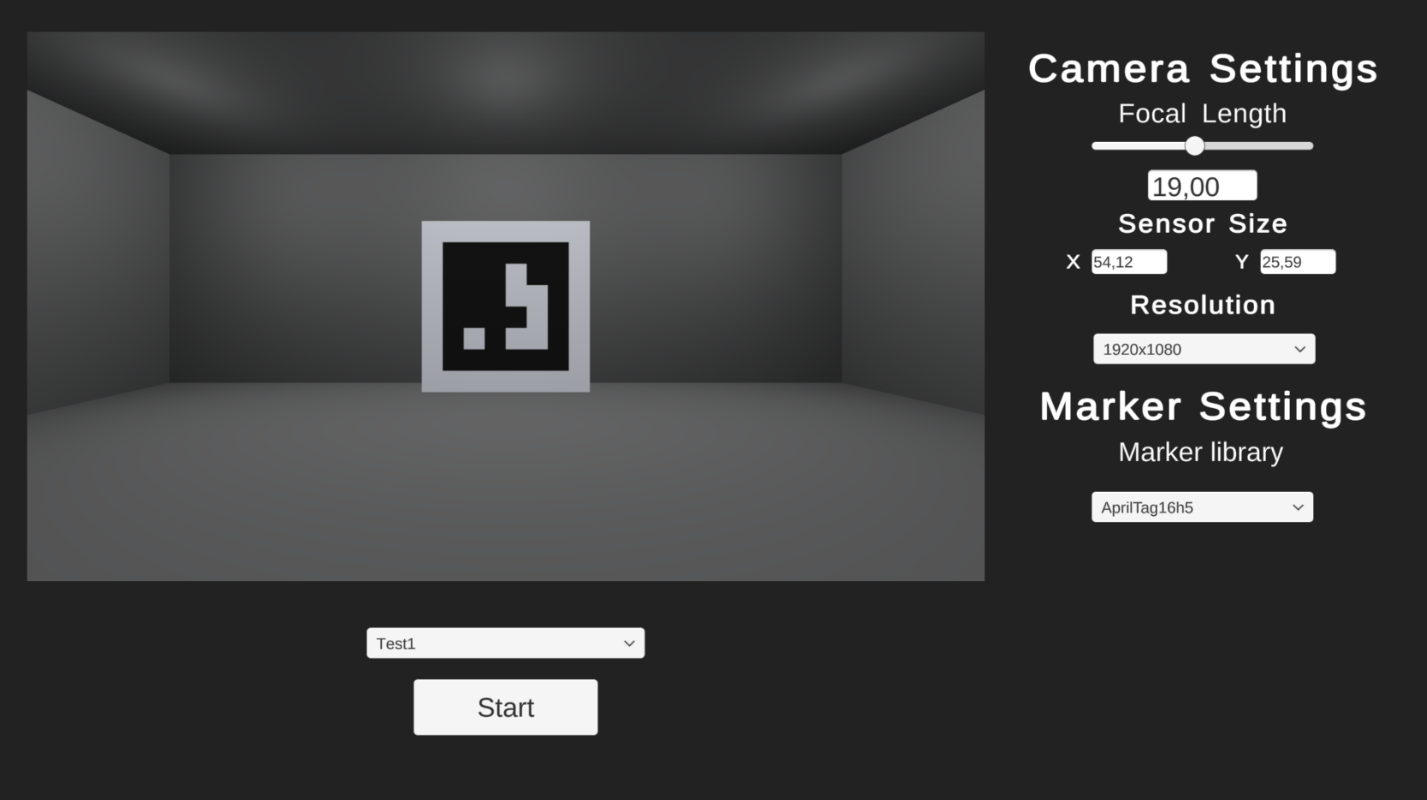 Camera Settings
Focal Length
19,00
Sensor Size
X 54,12 Y 25,59
Resolution
1920x1080
Marker Settings
Marker library
AprilTag16h5
Test1
Start